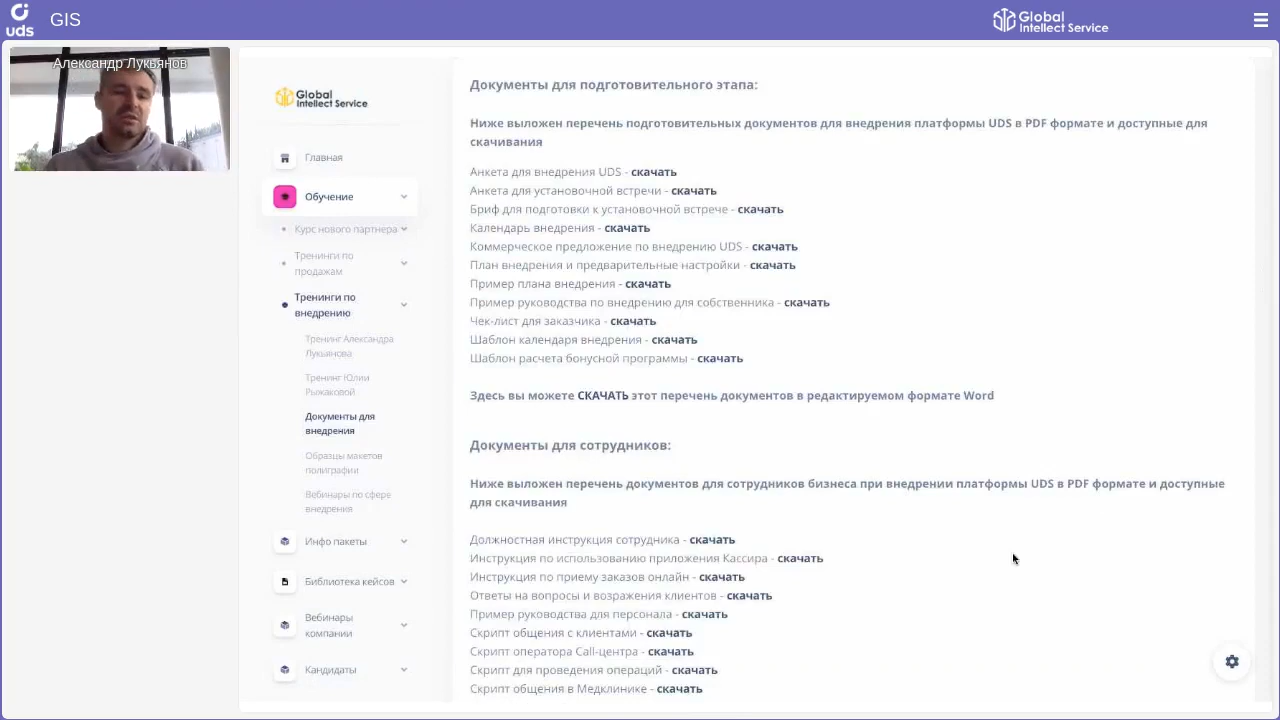 uds
GIS
Global
Intellect Service
Александр Лукьянов
Global
Intellect Service
Главная
Обучение
Курс нового партнера
Тренинги по
продажам
Тренинги по
внедрению
Тренинг Александра
Лукьянова
Тренинг Юлии
Рыжаковой
Документы для
внедрения
Образцы макетов
полиграфии
Вебинары по сфере
внедрения
Инфо пакеты
Библиотека кейсов
Вебинары
компании
Кандидаты
Документы для подготовительного этапа:
Ниже выложен перечень подготовительных документов для внедрения платформы UDS в PDF формате и доступные для
скачивания
Анкета для внедрения UDS - скачать
Анкета для установочной встречи - скачать
Бриф для подготовки к установочной встрече - скачать
Календарь внедрения - скачать
Коммерческое предложение по внедрению UDS - скачать
План внедрения и предварительные настройки - скачать
Пример плана внедрения - скачать
Пример руководства по внедрению для собственника - скачать
Чек-лист для заказчика - скачать
Шаблон календаря внедрения - скачать
Шаблон расчета бонусной программы - скачать
Здесь вы можете СКАЧАТЬ этот перечень документов в редактируемом формате Word
Документы для сотрудников:
Ниже выложен перечень документов для сотрудников бизнеса при внедрении платформы UDS в PDF формате и доступные
для скачивания
Должностная инструкция сотрудника - скачать
Инструкция по использованию приложения Кассира - скачать
Инструкция по приему заказов онлайн - скачать
Ответы на вопросы и возражения клиентов - скачать
Пример руководства для персонала - скачать
Скрипт общения с клиентами - скачать
Скрипт оператора Call-центра - скачать
Скрипт для проведения операций - скачать
Скрипт общения в Медклинике - скачать